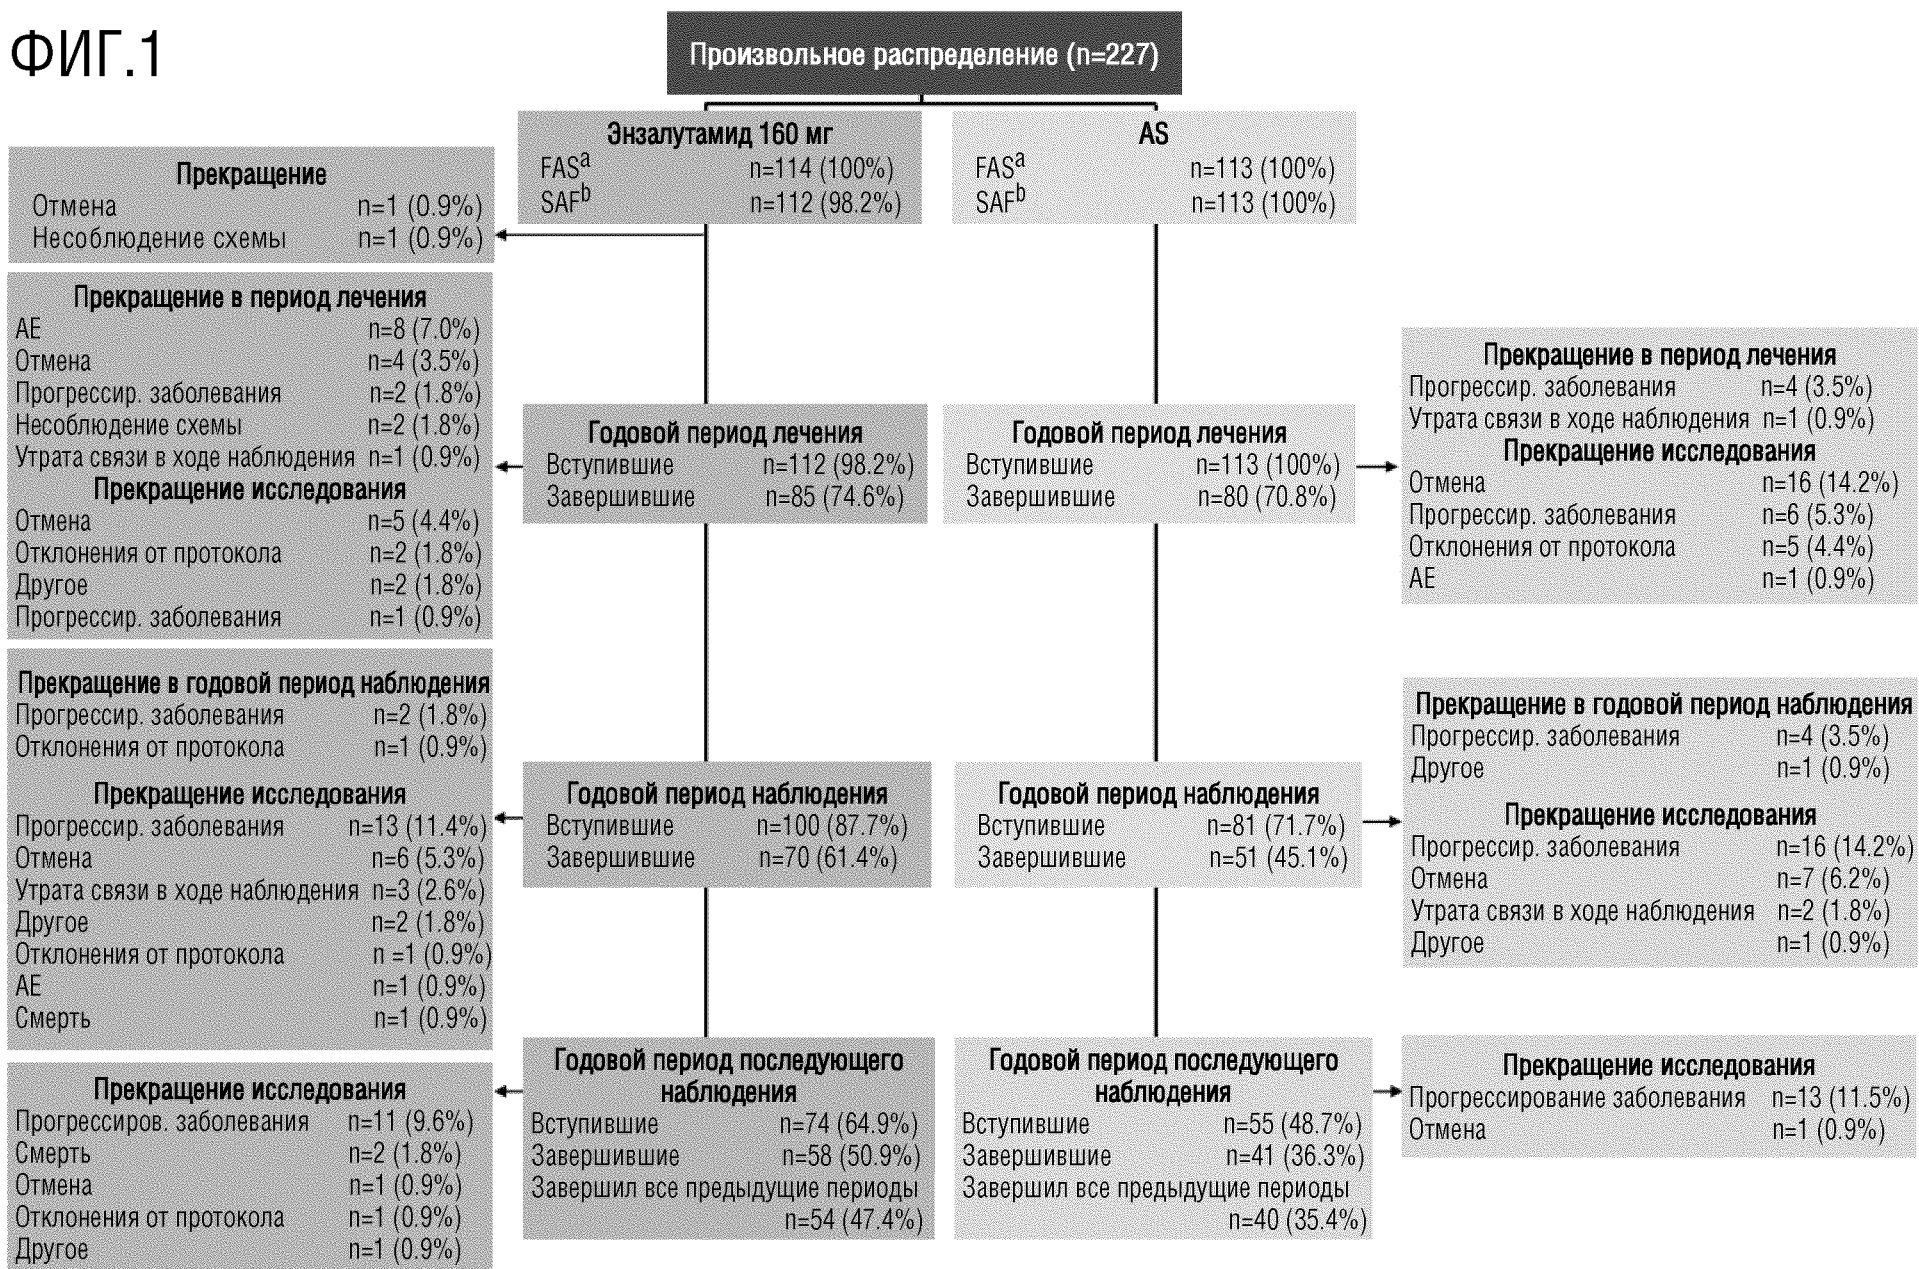 ФИГ.1
Произвольное распределение (n=227)
Энзалутамид 160 мг
FASa n=114 (100%)
SAFb n=112 (98.2%)
AS
FASa n=113 (100%)
SAFb n=113 (100%)
Прекращение
Отмена n=1 (0.9%)
Несоблюдение схемы n=1 (0.9%)
Прекращение в период лечения
AE n=8 (7.0%)
Отмена n=4 (3.5%)
Прогрессир. заболевания n=2 (1.8%)
Несоблюдение схемы n=2 (1.8%)
Утрата связи в ходе наблюдения n=1 (0.9%)
Прекращение исследования
Отмена n=5 (4.4%)
Отклонения от протокола n=2 (1.8%)
Другое n=2 (1.8%)
Прогрессир. заболевания n=1 (0.9%)
Годовой период лечения
Вступившие n=112 (98.2%)
Завершившие n=85 (74.6%)
Годовой период лечения
Вступившие n=113 (100%)
Завершившие n=80 (70.8%)
Прекращение в период лечения
Прогрессир. заболевания n=4 (3.5%)
Утрата связи в ходе наблюдения n=1 (0.9%)
Прекращение исследования
Отмена n=16 (14.2%)
Прогрессир. заболевания n=6 (5.3%)
Отклонения от протокола n=5 (4.4%)
AE n=1 (0.9%)
Прекращение в годовой период наблюдения
Прогрессир. заболевания n=2 (1.8%)
Отклонения от протокола n=1 (0.9%)
Прекращение исследования
Прогрессир. заболевания n=13 (11.4%)
Отмена n=6 (5.3%)
Утрата связи в ходе наблюдения n=3 (2.6%)
Другое n=2 (1.8%)
Отклонения от протокола n =1 (0.9%)
AE n=1 (0.9%)
Смерть n=1 (0.9%)
Годовой период наблюдения
Вступившие n=100 (87.7%)
Завершившие n=70 (61.4%)
Годовой период наблюдения
Вступившие n=81 (71.7%)
Завершившие n=51 (45.1%)
Прекращение в годовой период наблюдения
Прогрессир. заболевания n=4 (3.5%)
Другое n=1 (0.9%)
Прекращение исследования
Прогрессир. заболевания n=16 (14.2%)
Отмена n=7 (6.2%)
Утрата связи в ходе наблюдения n=2 (1.8%)
Другое n=1 (0.9%)
Прекращение исследования
Прогрессиров. заболевания n=11 (9.6%)
Смерть n=2 (1.8%)
Отмена n=1 (0.9%)
Отклонения от протокола n=1 (0.9%)
Другое n=1 (0.9%)
Годовой период последующего
наблюдения
Вступившие n=74 (64.9%)
Завершившие n=58 (50.9%)
Завершил все предыдущие периоды
n=54 (47.4%)
Годовой период последующего
наблюдения
Вступившие n=55 (48.7%)
Завершившие n=41 (36.3%)
Завершил все предыдущие периоды
n=40 (35.4%)
Прекращение исследования
Прогрессирование заболевания n=13 (11.5%)
Отмена n=1 (0.9%)